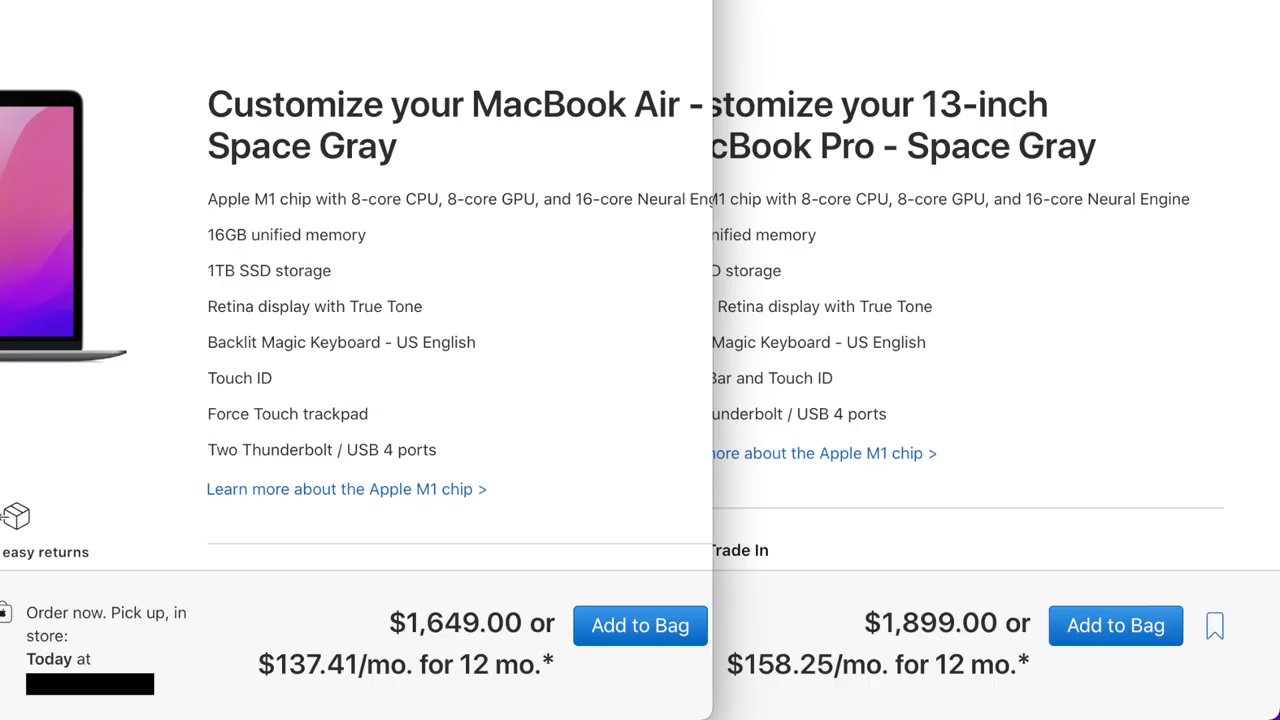 Customize your MacBook Air -
Space Gray
Apple M1 chip with 8-core CPU, 8-core GPU, and 16-core Neural
16GB unified memory
1TB SSD storage
Retina display with True Tone
Backlit Magic Keyboard - US English
Touch ID
Force Touch trackpad
Two Thunderbolt / USB 4 ports
Learn more about the Apple M1 chip >
easy returns
Order now. Pick up, in
store:
Today at
$1,649.00 or
$137.41/mo. for 12 mo.*
Add to Bag
stomize your 13-inch
cBook Pro - Space Gray
chip with 8-core CPU, 8-core GPU, and 16-core Neural Engine
nified memory
storage
Retina display with True Tone
Magic Keyboard - US English
Bar and Touch ID
underbolt / USB 4 ports
ore about the Apple M1 chip >
Trade In
$1,899.00 or
$158.25/mo. for 12 mo.*
Add to Bag